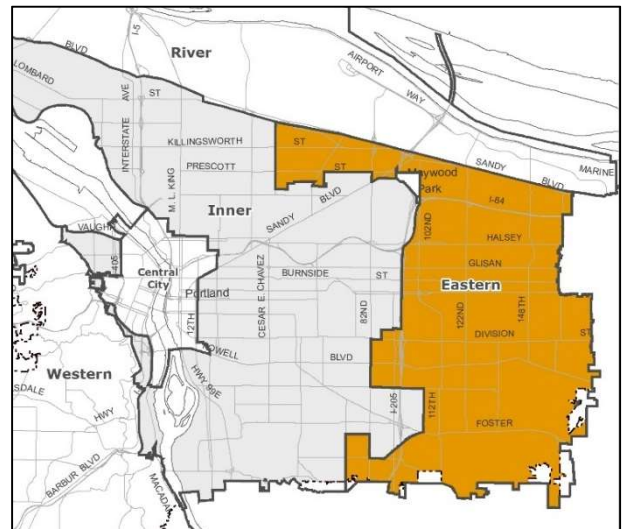 BLVD
LOMBARD
River
I-5
AIRPORT
WAY
INTERSTATE AVE
ST
KILLINGSWORTH
ST
PRESCOTT
ST
SANDY
BLVD
MARINE
Maywood
Park
M. L. KING
Inner
SANDY BLVD
102ND
I-84
HALSEY
VAUGHN
I-405
Central
City
BURNSIDE
ST
GLISAN
Eastern
Portland
12TH
CESAR E. CHAVEZ
82ND
122ND
148TH
DIVISION
ST
POWELL
BLVD
Western
HWY 99E
I-205
112TH
FOSTER
SDALE
HWY
BARBUR BLVD
MACADA